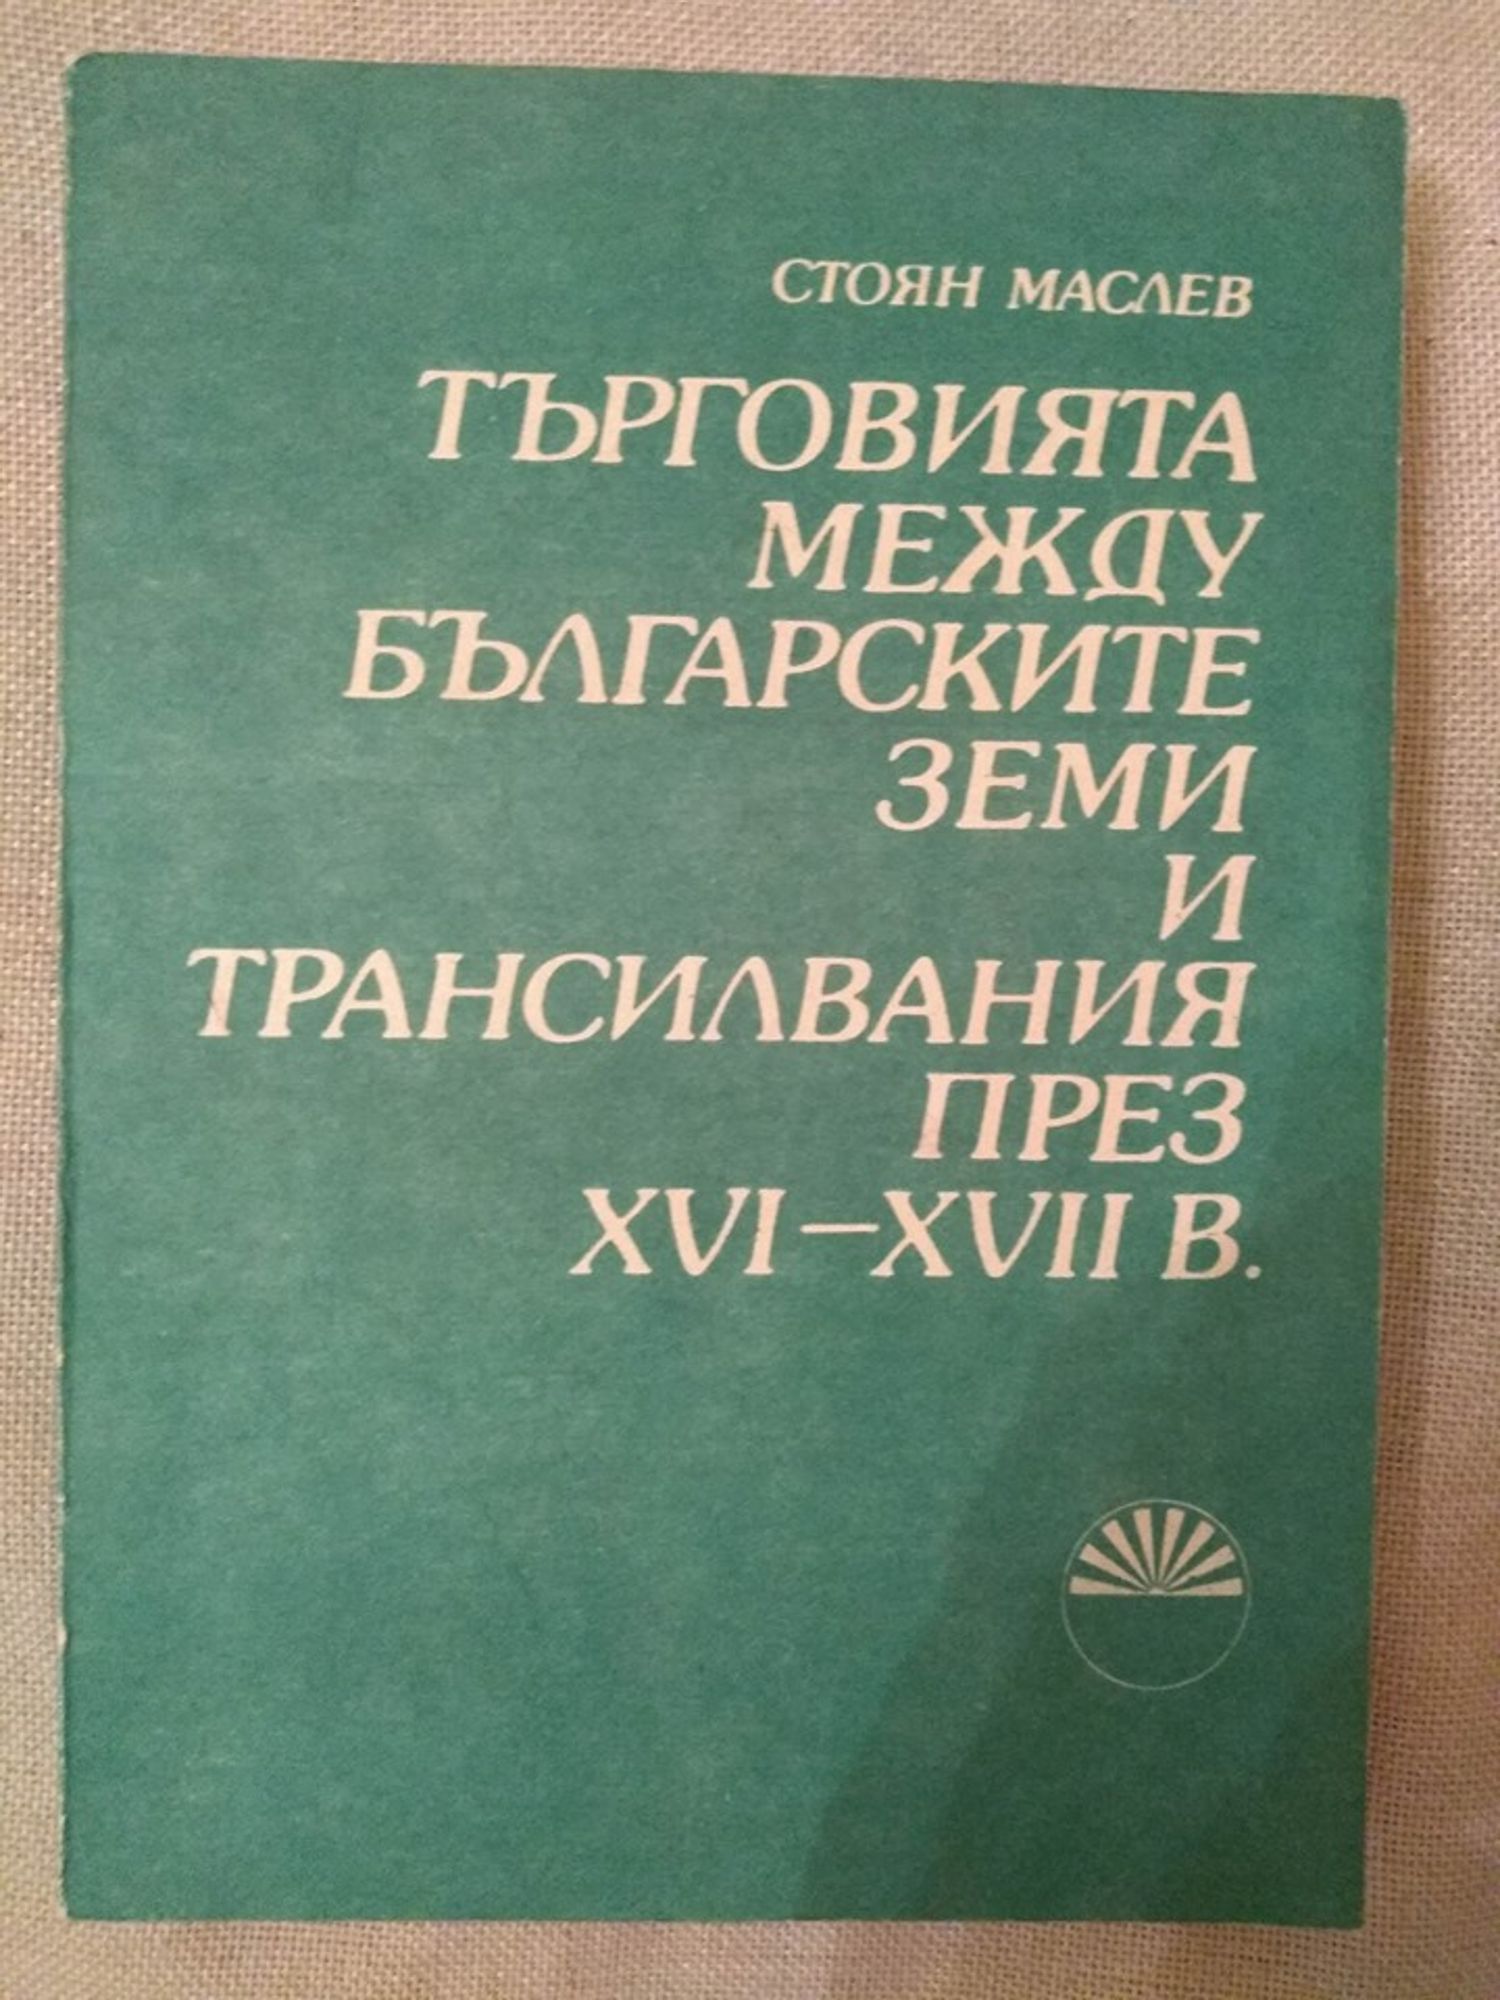 СТОЯН МАСЛЕВ
ТЪРГОВИЯТА
МЕЖДУ
БЪЛГАРСКИТЕ
ЗЕМИ
И
ТРАНСИЛВАНИЯ
ПРЕЗ
XVI–XVII В.